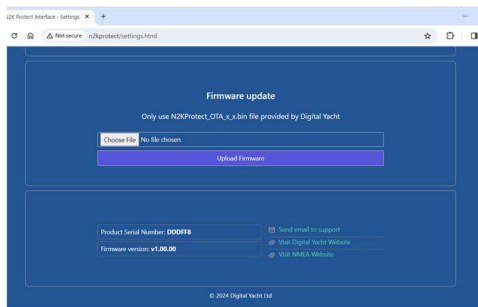 N2K Protect Interface - Settings
Not secure
n2kprotect/settings.html
Firmware update
Only use N2KProtect_OTA_x_x.bin file provided by Digital Yacht
Choose File No file chosen
Upload Firmware
Product Serial Number: DDDFF8
Firmware version: v1.00.00
Send email to support
Visit Digital Yacht Website
Visit NMEA Website
© 2024 Digital Yacht Ltd